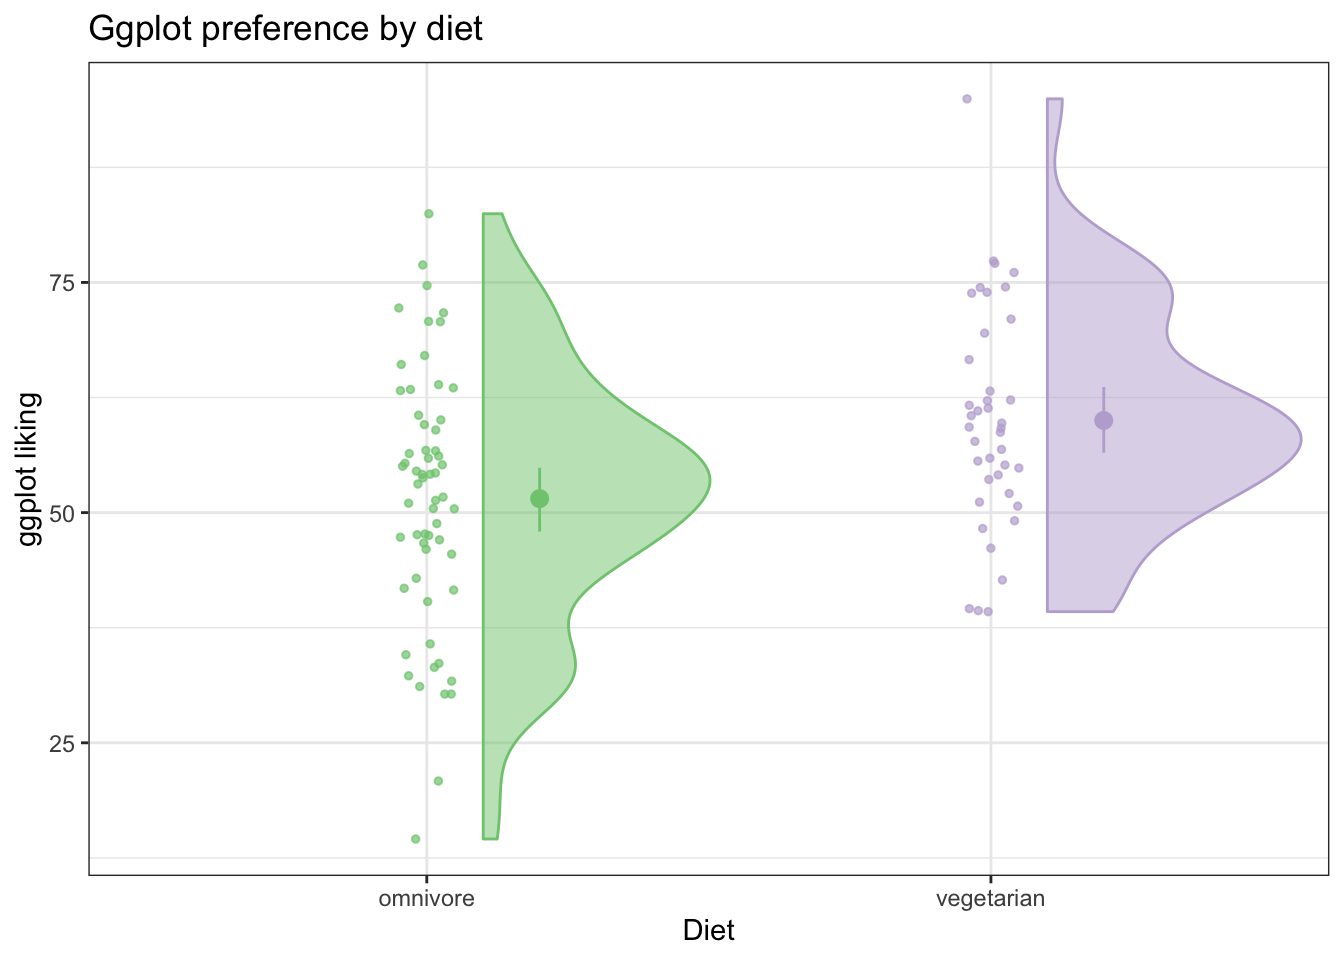 Ggplot preference by diet
ggplot liking
75
50
25
omnivore
vegetarian
Diet